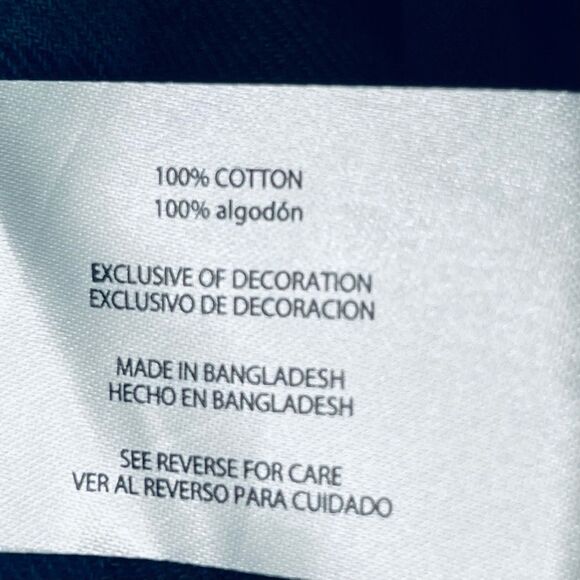 100% COTTON
100% algodón
EXCLUSIVE OF DECORATION
EXCLUSIVO DE DECORACION
MADE IN BANGLADESH
HECHO EN BANGLADESH
SEE REVERSE FOR CARE
VER AL REVERSO PARA CUIDADO